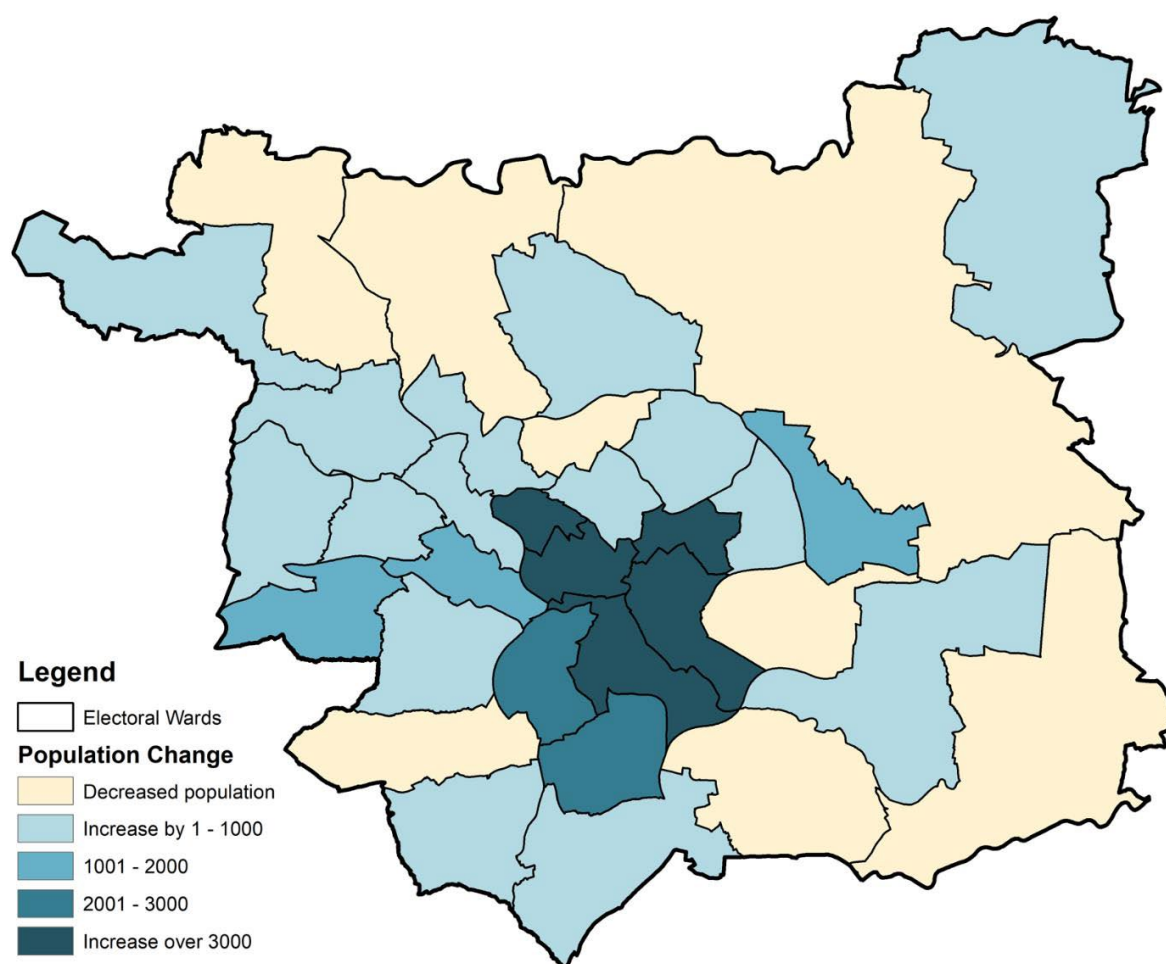 Legend
Electoral Wards
Population Change
Decreased population
Increase by 1 - 1000
1001 - 2000
2001 - 3000
Increase over 3000